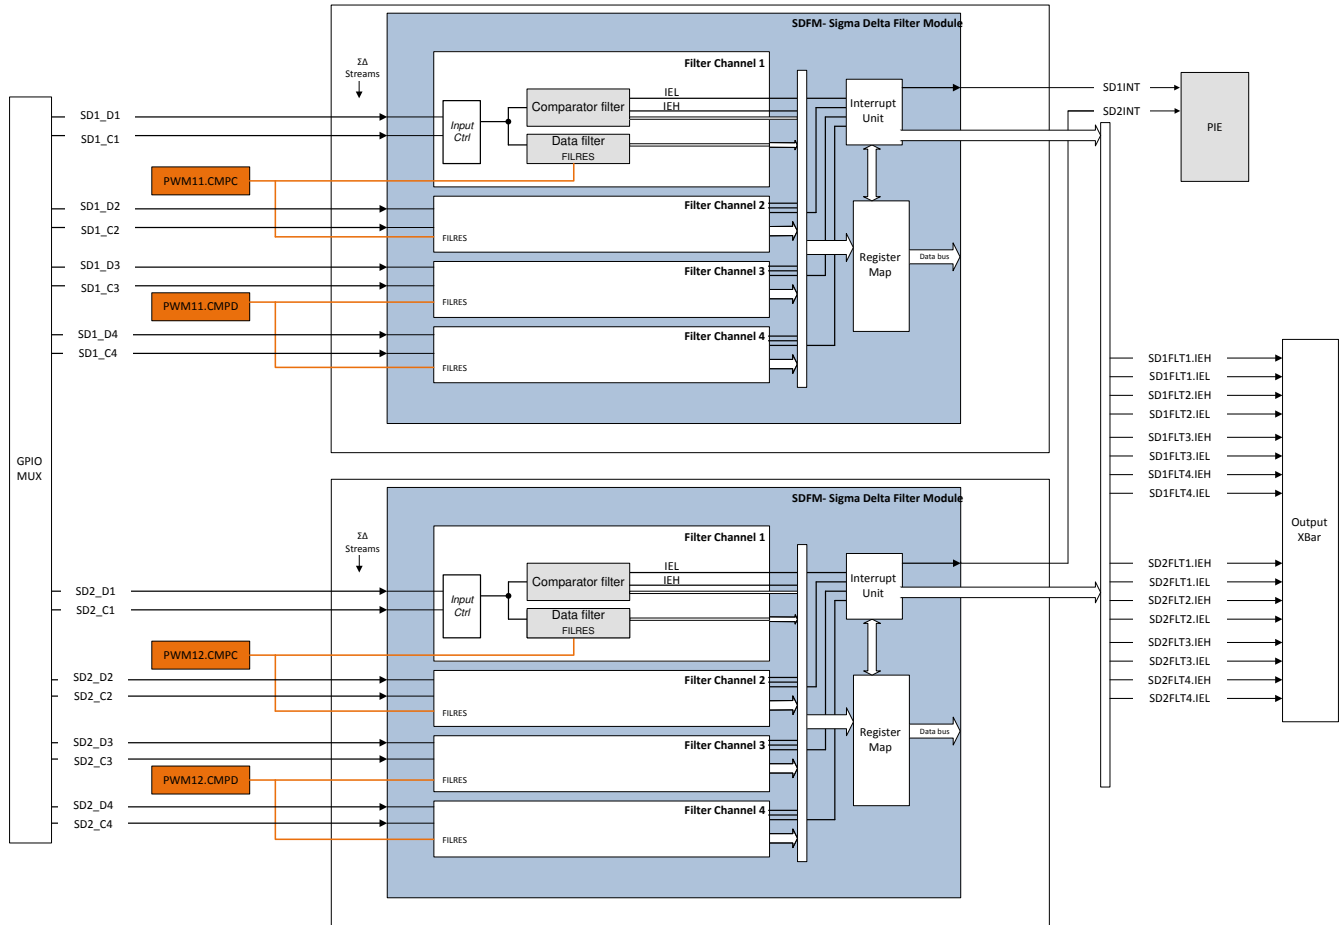 SDFM- Sigma Delta Filter Module
ΣΔ
Streams
Filter Channel 1
IEL
IEH
Comparator filter
Input
Ctrl
Data filter
FILRES
Interrupt
Unit
SD1_D1
SD1_C1
PWM11.CMPC
SD1_D2
SD1_C2
Filter Channel 2
FILRES
SD1_D3
SD1_C3
PWM11.CMPD
Filter Channel 3
FILRES
SD1_D4
SD1_C4
Filter Channel 4
FILRES
Register
Map
Data bus
SD1INT
SD2INT
PIE
GPIO
MUX
SD1FLT1.IEH
SD1FLT1.IEL
SD1FLT2.IEH
SD1FLT2.IEL
SD1FLT3.IEH
SD1FLT3.IEL
SD1FLT4.IEH
SD1FLT4.IEL
Output
XBar
SDFM- Sigma Delta Filter Module
ΣΔ
Streams
Filter Channel 1
IEL
IEH
Comparator filter
Input
Ctrl
Data filter
FILRES
Interrupt
Unit
SD2_D1
SD2_C1
PWM12.CMPC
SD2_D2
SD2_C2
Filter Channel 2
FILRES
SD2_D3
SD2_C3
PWM12.CMPD
Filter Channel 3
FILRES
SD2_D4
SD2_C4
Filter Channel 4
FILRES
Register
Map
Data bus
SD2FLT1.IEH
SD2FLT1.IEL
SD2FLT2.IEH
SD2FLT2.IEL
SD2FLT3.IEH
SD2FLT3.IEL
SD2FLT4.IEH
SD2FLT4.IEL